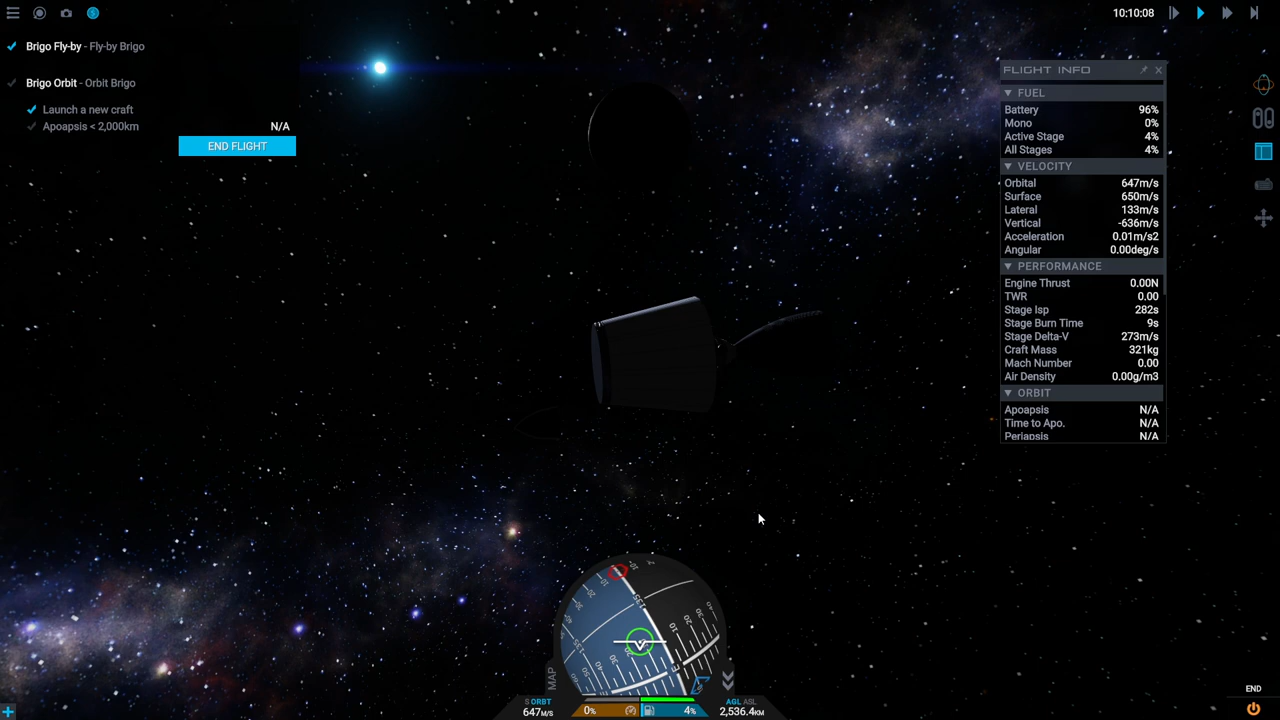 10:10:08
Brigo Fly-by - Fly-by Brigo
Brigo Orbit - Orbit Brigo
Launch a new craft
Apoapsis < 2,000km N/A
END FLIGHT
FLIGHT INFO
FUEL
Battery 96%
Mono 0%
Active Stage 4%
All Stages 4%
VELOCITY
Orbital 647m/s
Surface 650m/s
Lateral 133m/s
Vertical -636m/s
Acceleration 0.01m/s2
Angular 0.00deg/s
PERFORMANCE
Engine Thrust 0.00N
TWR 0.00
Stage Isp 282s
Stage Burn Time 9s
Stage Delta-V 273m/s
Craft Mass 321kg
Mach Number 0.00
Air Density 0.00g/m3
ORBIT
Apoapsis N/A
Time to Apo. N/A
Periapsis N/A
MAP
S ORBT
647M/S
0%
4%
AGL ASL
2,536.4KM
END